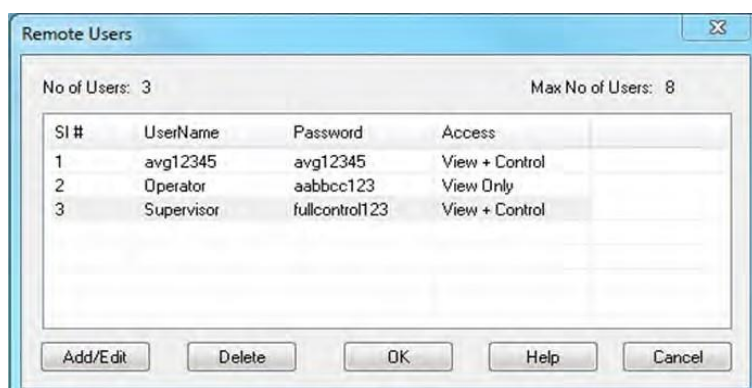 Remote Users
No of Users: 3 Max No of Users: 8
SI # UserName Password Access
1 avg12345 avg12345 View + Control
2 Operator aabbcc123 View Only
3 Supervisor fullcontrol123 View + Control
Add/Edit Delete OK Help Cancel